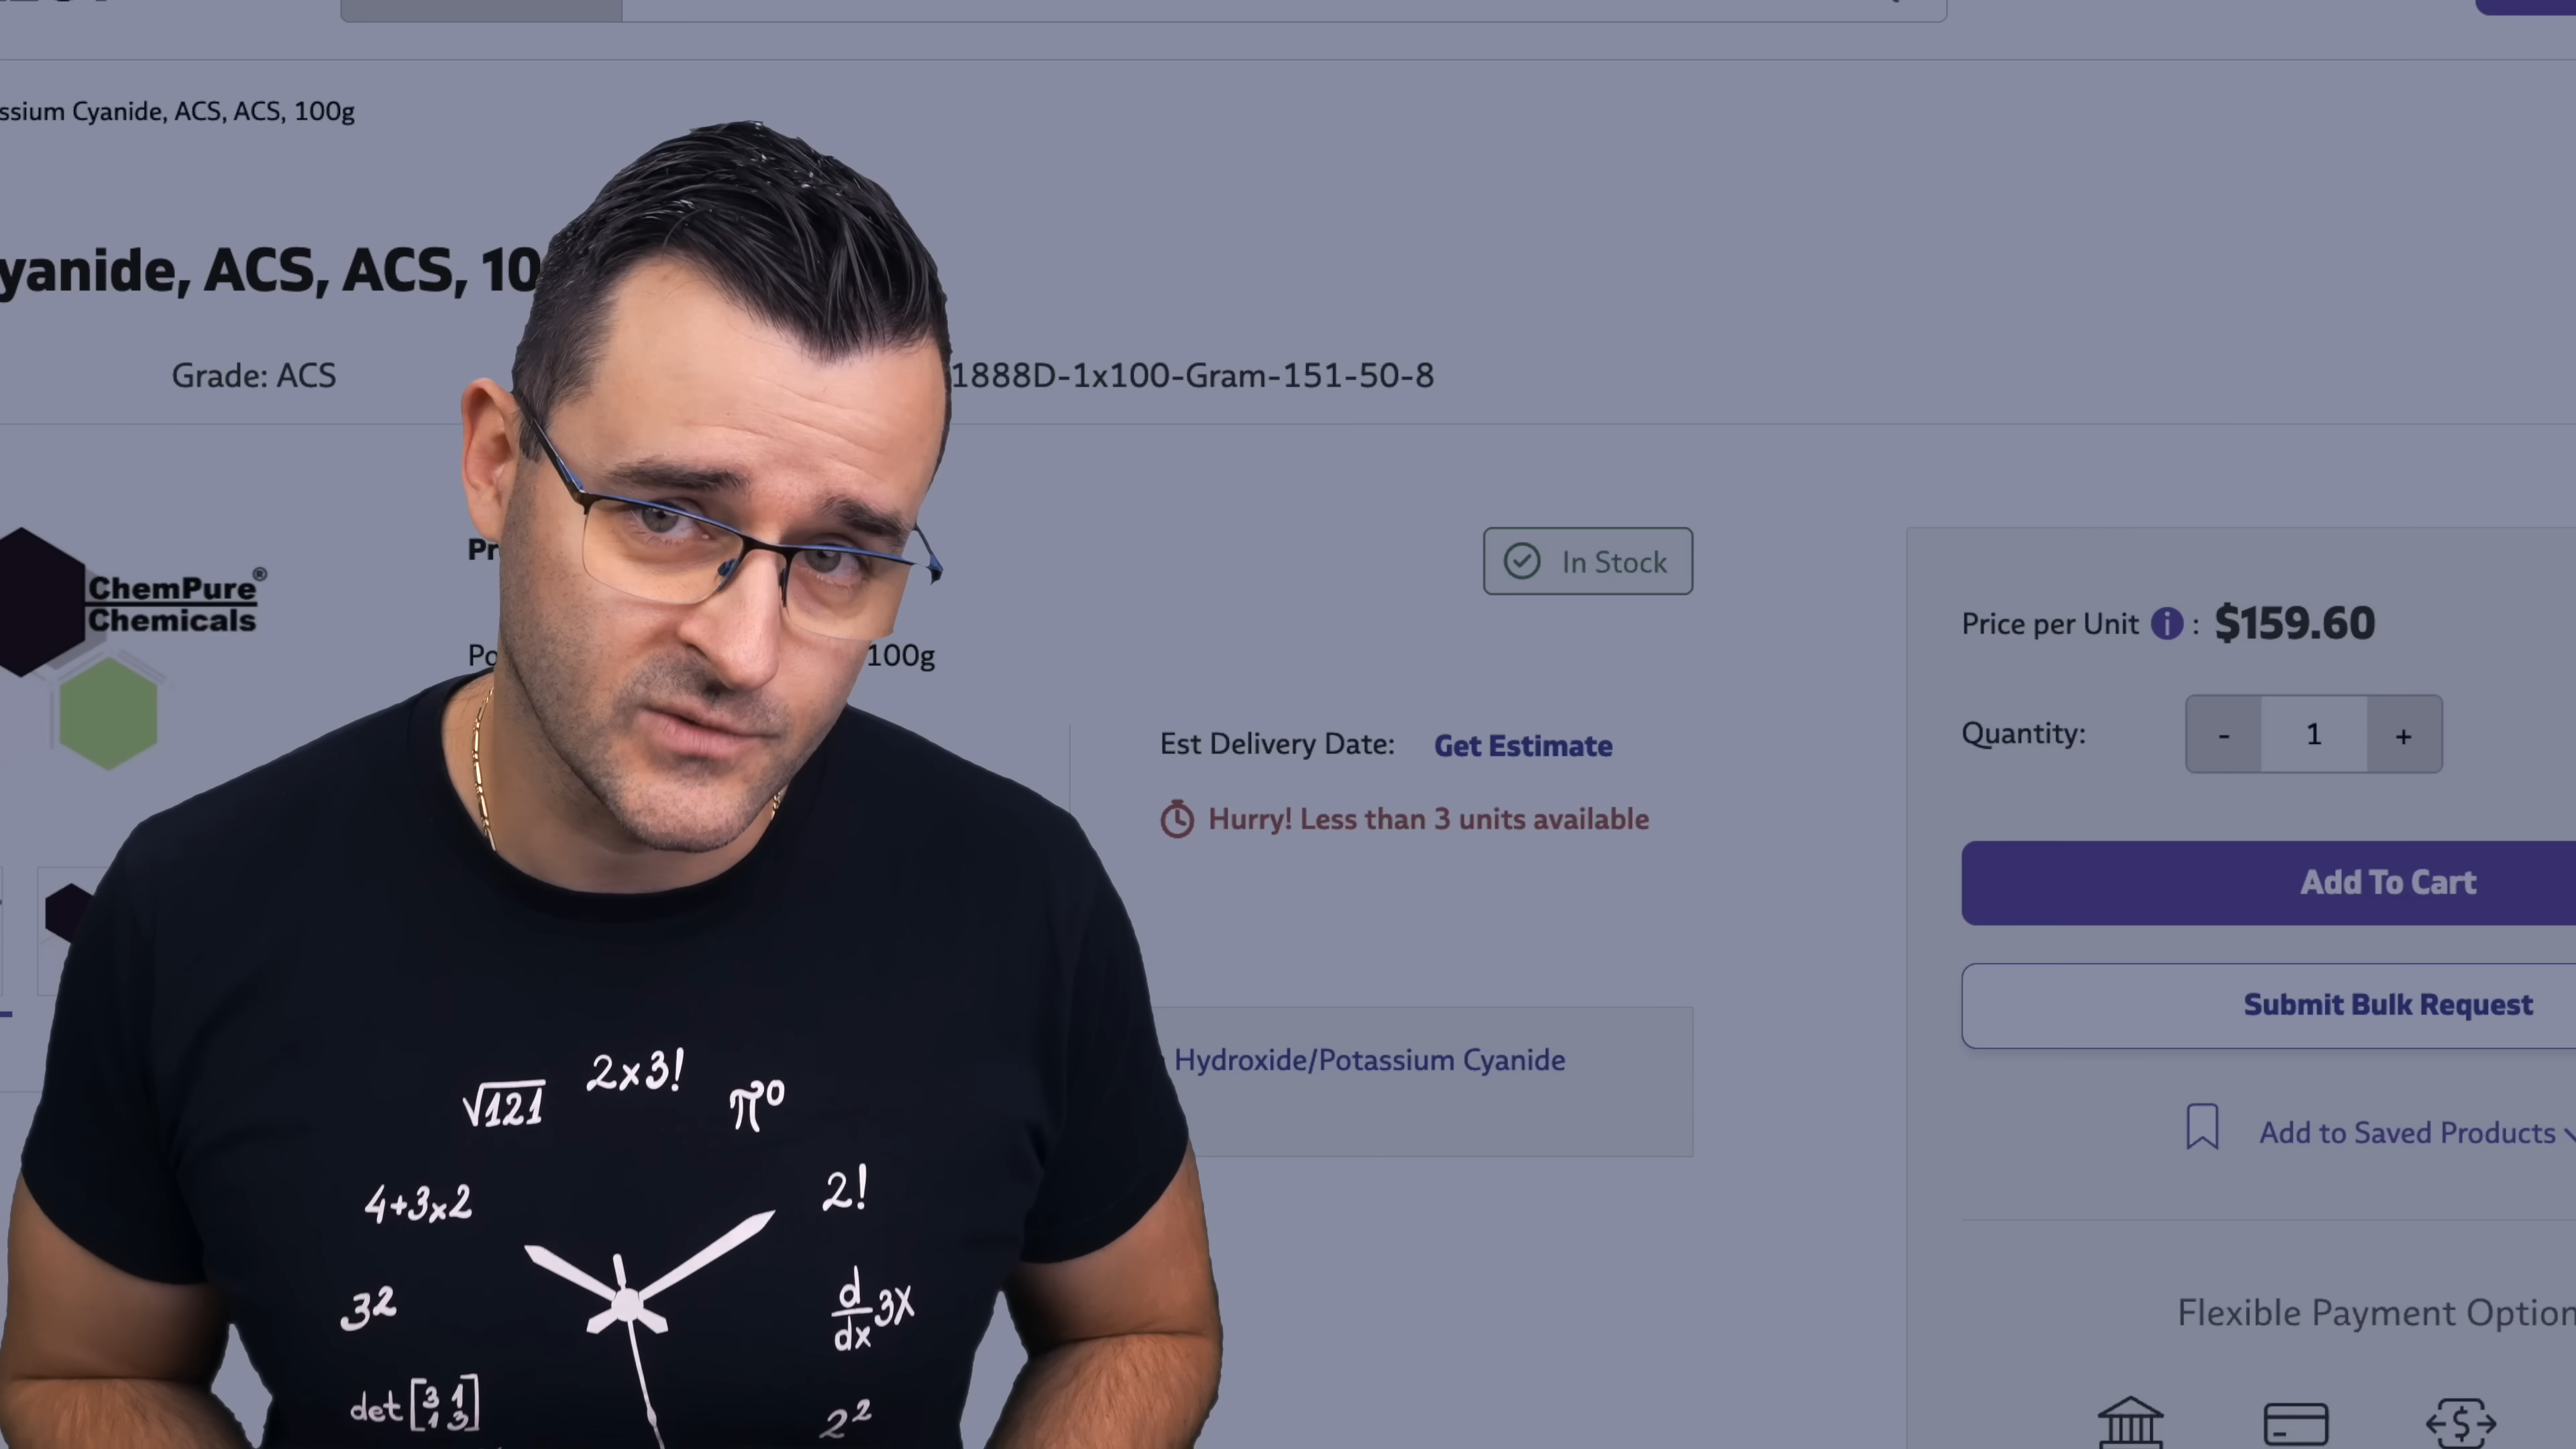 ssium Cyanide, ACS, ACS, 100g
yanide, ACS, ACS, 10
Grade: ACS
1888D-1x100-Gram-151-50-8
ChemPure®
Chemicals
Pr
In Stock
Po
100g
Price per Unit i : $159.60
Quantity: - 1 +
Est Delivery Date: Get Estimate
Hurry! Less than 3 units available
Add To Cart
Submit Bulk Request
Hydroxide/Potassium Cyanide
Add to Saved Products
Flexible Payment Option
√121
2x3!
π⁰
4+3x2
2!
3²
d/dx 3x
det[3 1
1 3]
2²